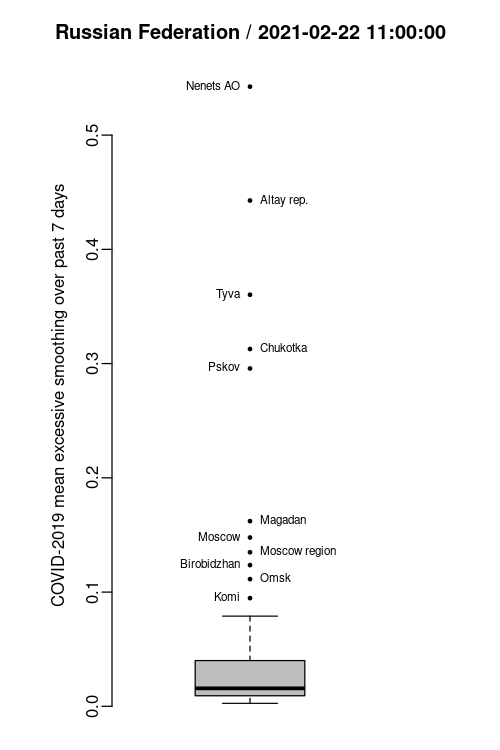 Russian Federation / 2021-02-22 11:00:00
COVID-2019 mean excessive smoothing over past 7 days
Nenets AO
0.5
Altay rep.
0.4
Tyva
Chukotka
0.3
Pskov
0.2
Magadan
Moscow
Moscow region
Birobidzhan
Omsk
0.1
Komi
0.0